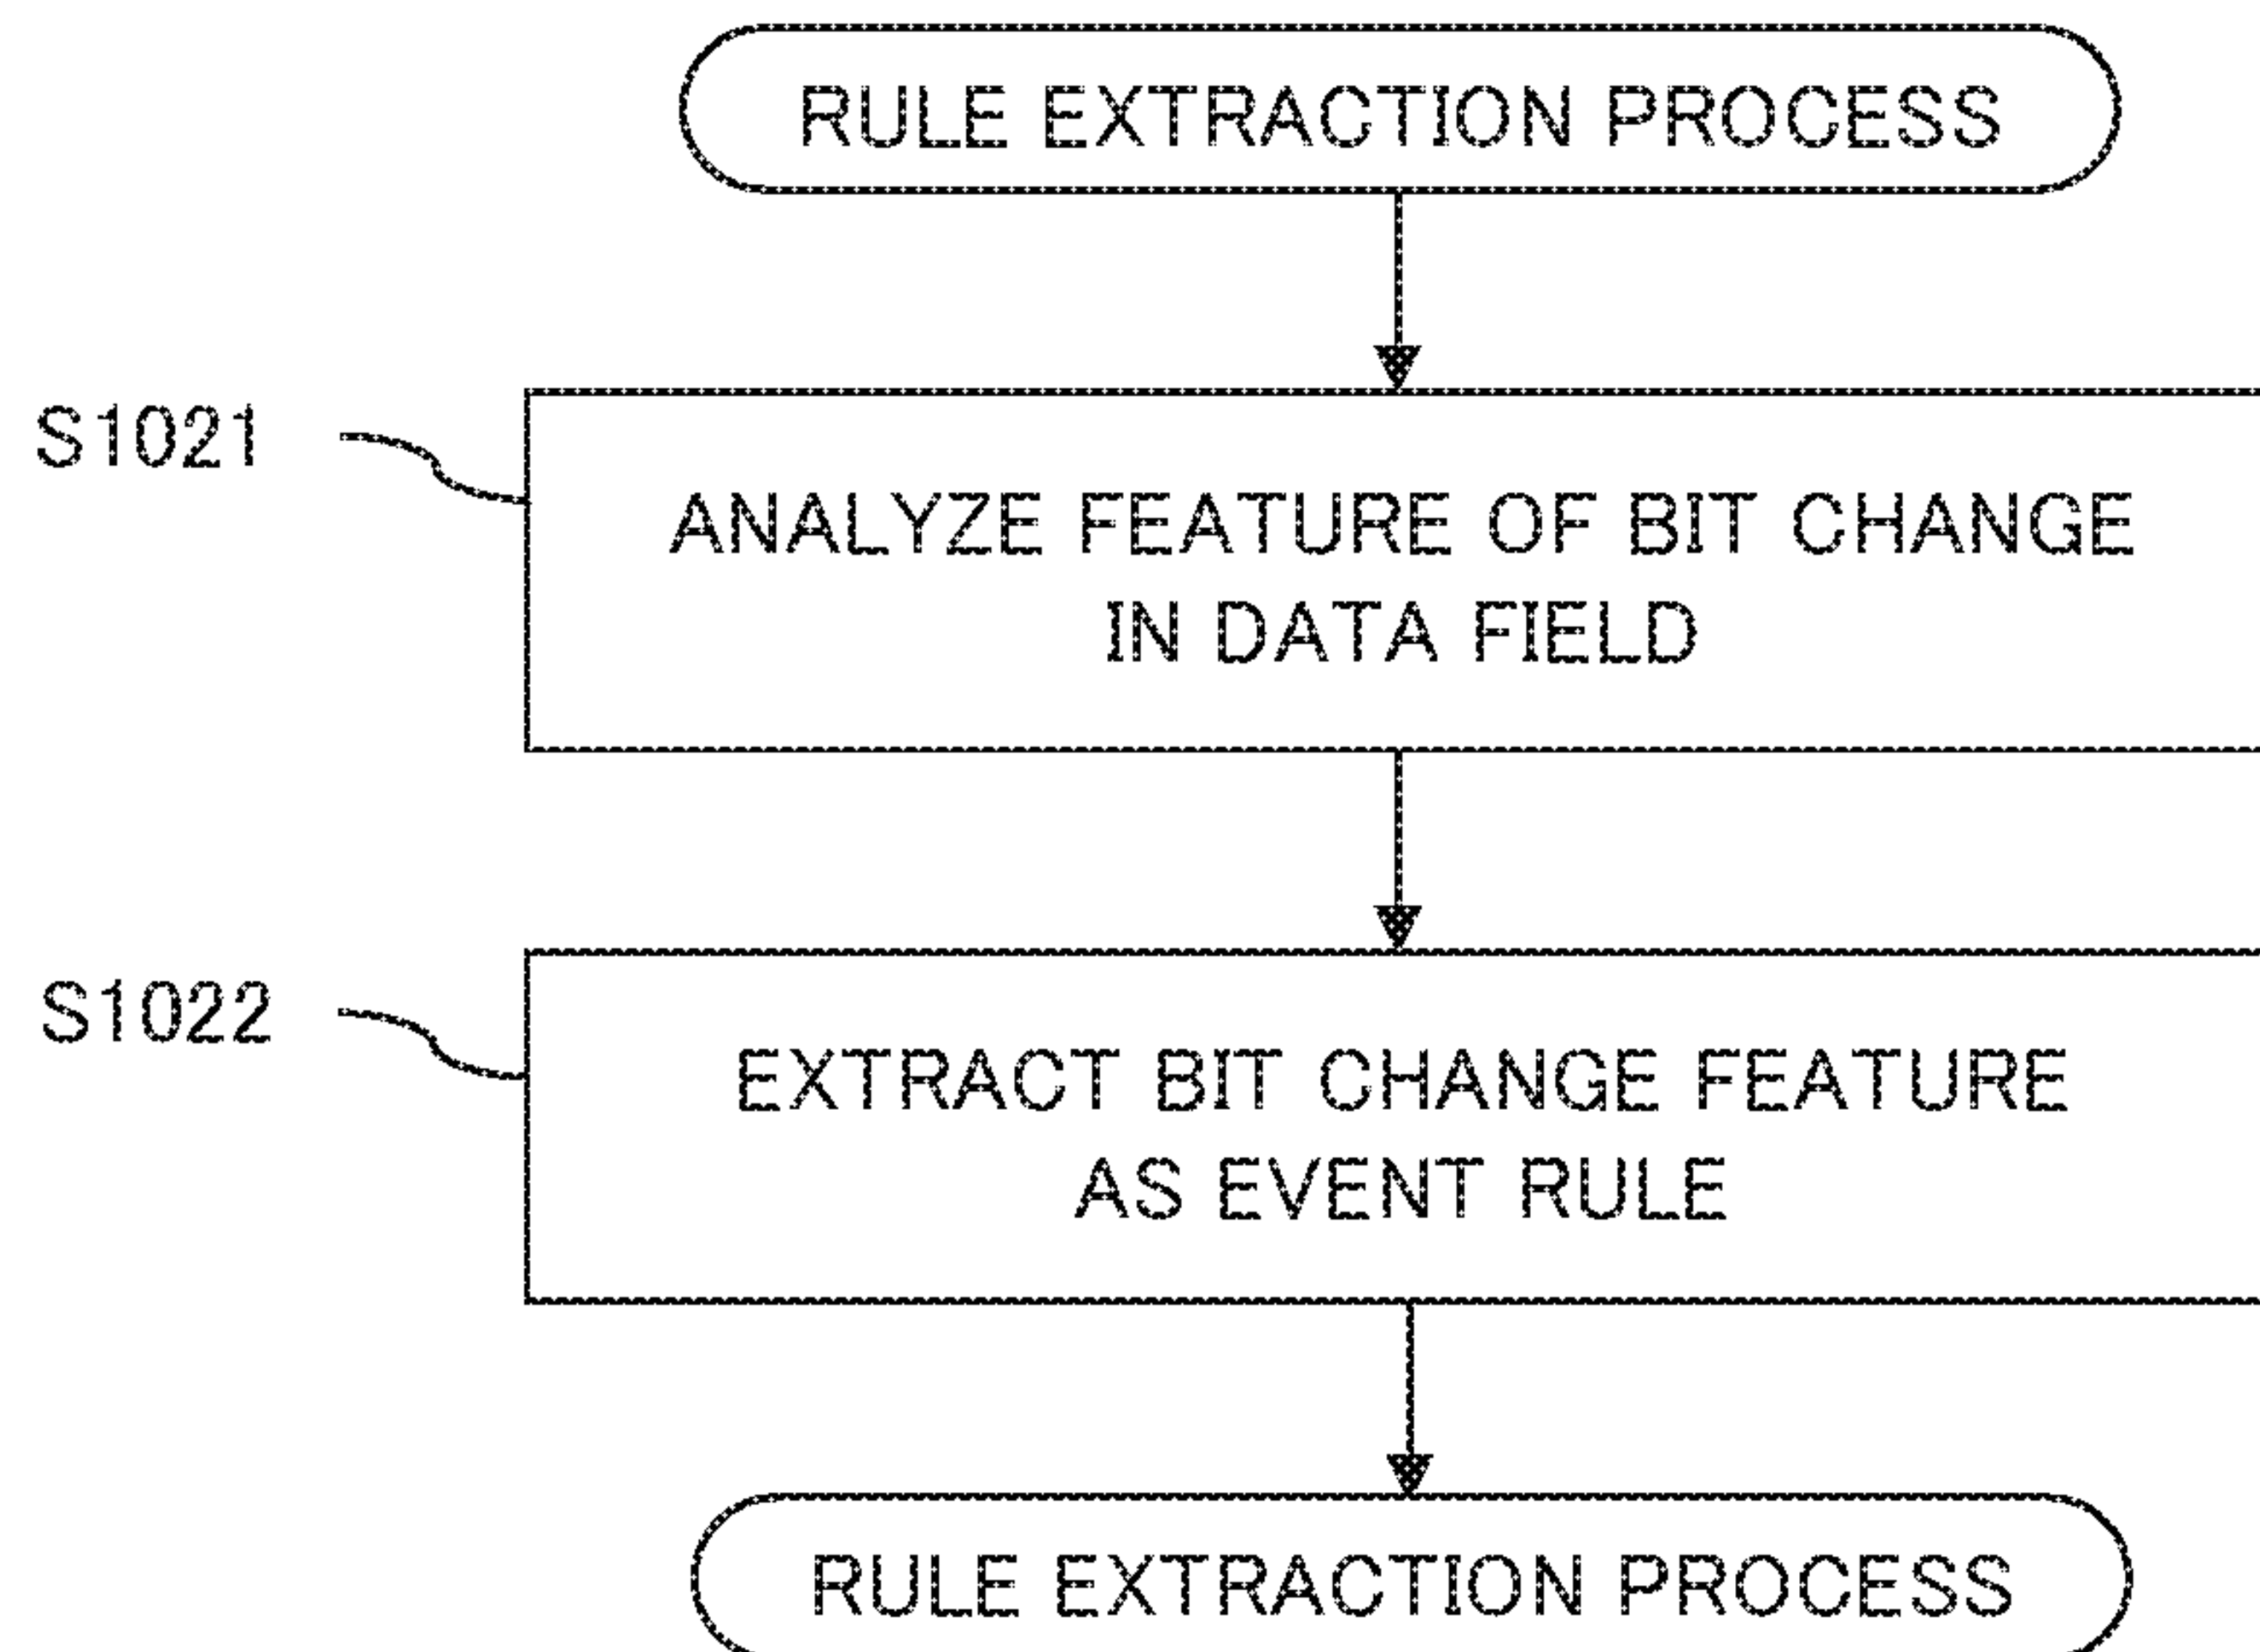 RULE EXTRACTION PROCESS
S1021
ANALYZE FEATURE OF BIT CHANGE
IN DATA FIELD
S1022
EXTRACT BIT CHANGE FEATURE
AS EVENT RULE
RULE EXTRACTION PROCESS